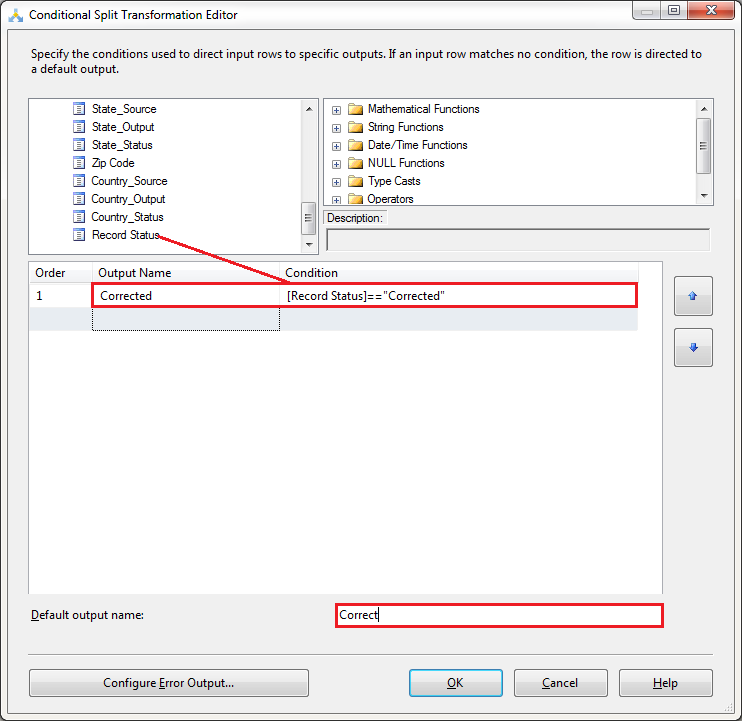 Conditional Split Transformation Editor
Specify the conditions used to direct input rows to specific outputs. If an input row matches no condition, the row is directed to
a default output.
State_Source
State_Output
State_Status
Zip Code
Country_Source
Country_Output
Country_Status
Record Status
Mathematical Functions
String Functions
Date/Time Functions
NULL Functions
Type Casts
Operators
Description:
Order Output Name Condition
1 Corrected [Record Status]=="Corrected"
Default output name: Correct
Configure Error Output... OK Cancel Help